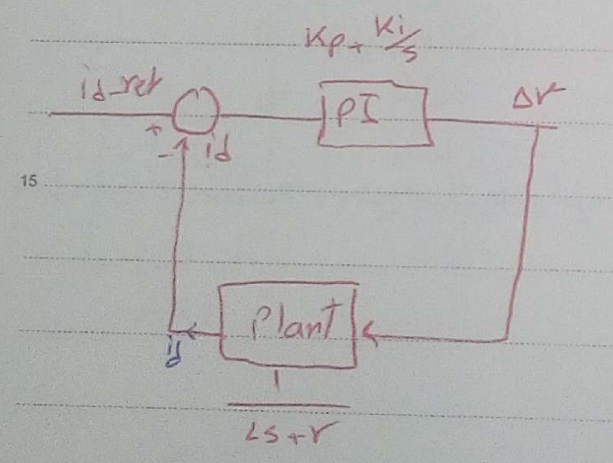 Kp + Ki/s
id-ref
PI
Δv
+
-
id
15
Plant
id
1
Ls+r